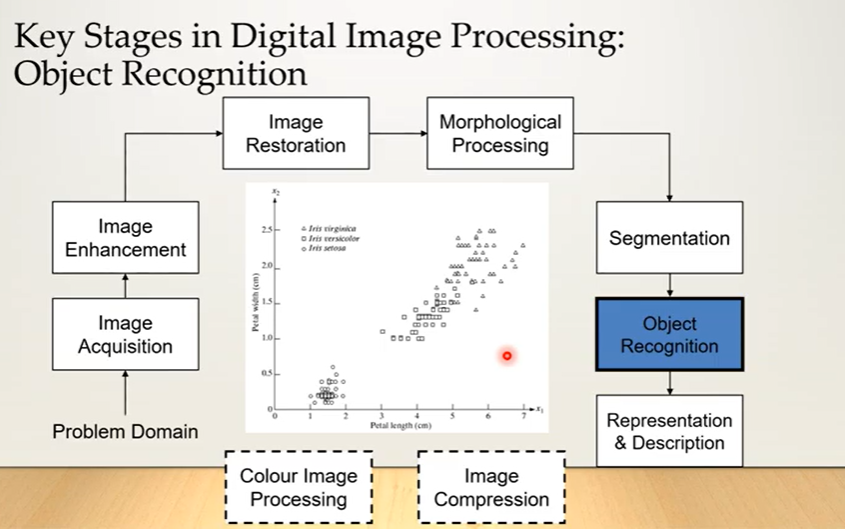 Key Stages in Digital Image Processing:
Object Recognition
Image
Restoration
Morphological
Processing
Image
Enhancement
Image
Acquisition
Problem Domain
x₂
2.5
2.0
1.5
1.0
0.5
0
Petal width (cm)
△ Iris virginica
□ Iris versicolor
○ Iris setosa
0
1
2
3
4
5
6
7
x₁
Petal length (cm)
Segmentation
Object
Recognition
Representation
& Description
Colour Image
Processing
Image
Compression